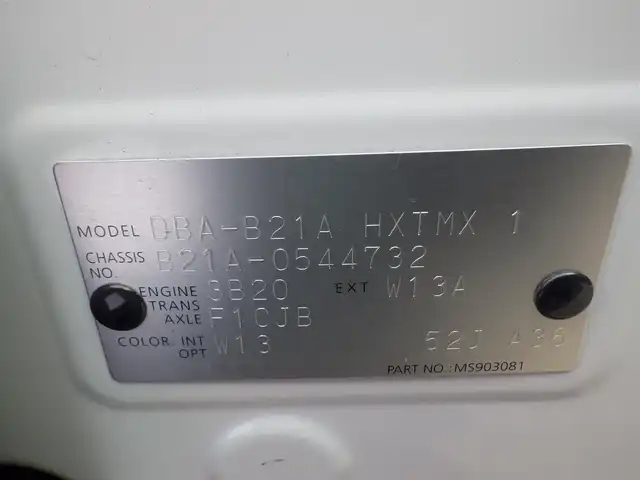 MODEL DBA-B21A HXTMX 1
CHASSIS NO. B21A-0544732
ENGINE 3B20 EXT W13A
TRANS AXLE F1CJB
COLOR INT OPT W13 52J A36
PART NO.:MS903081